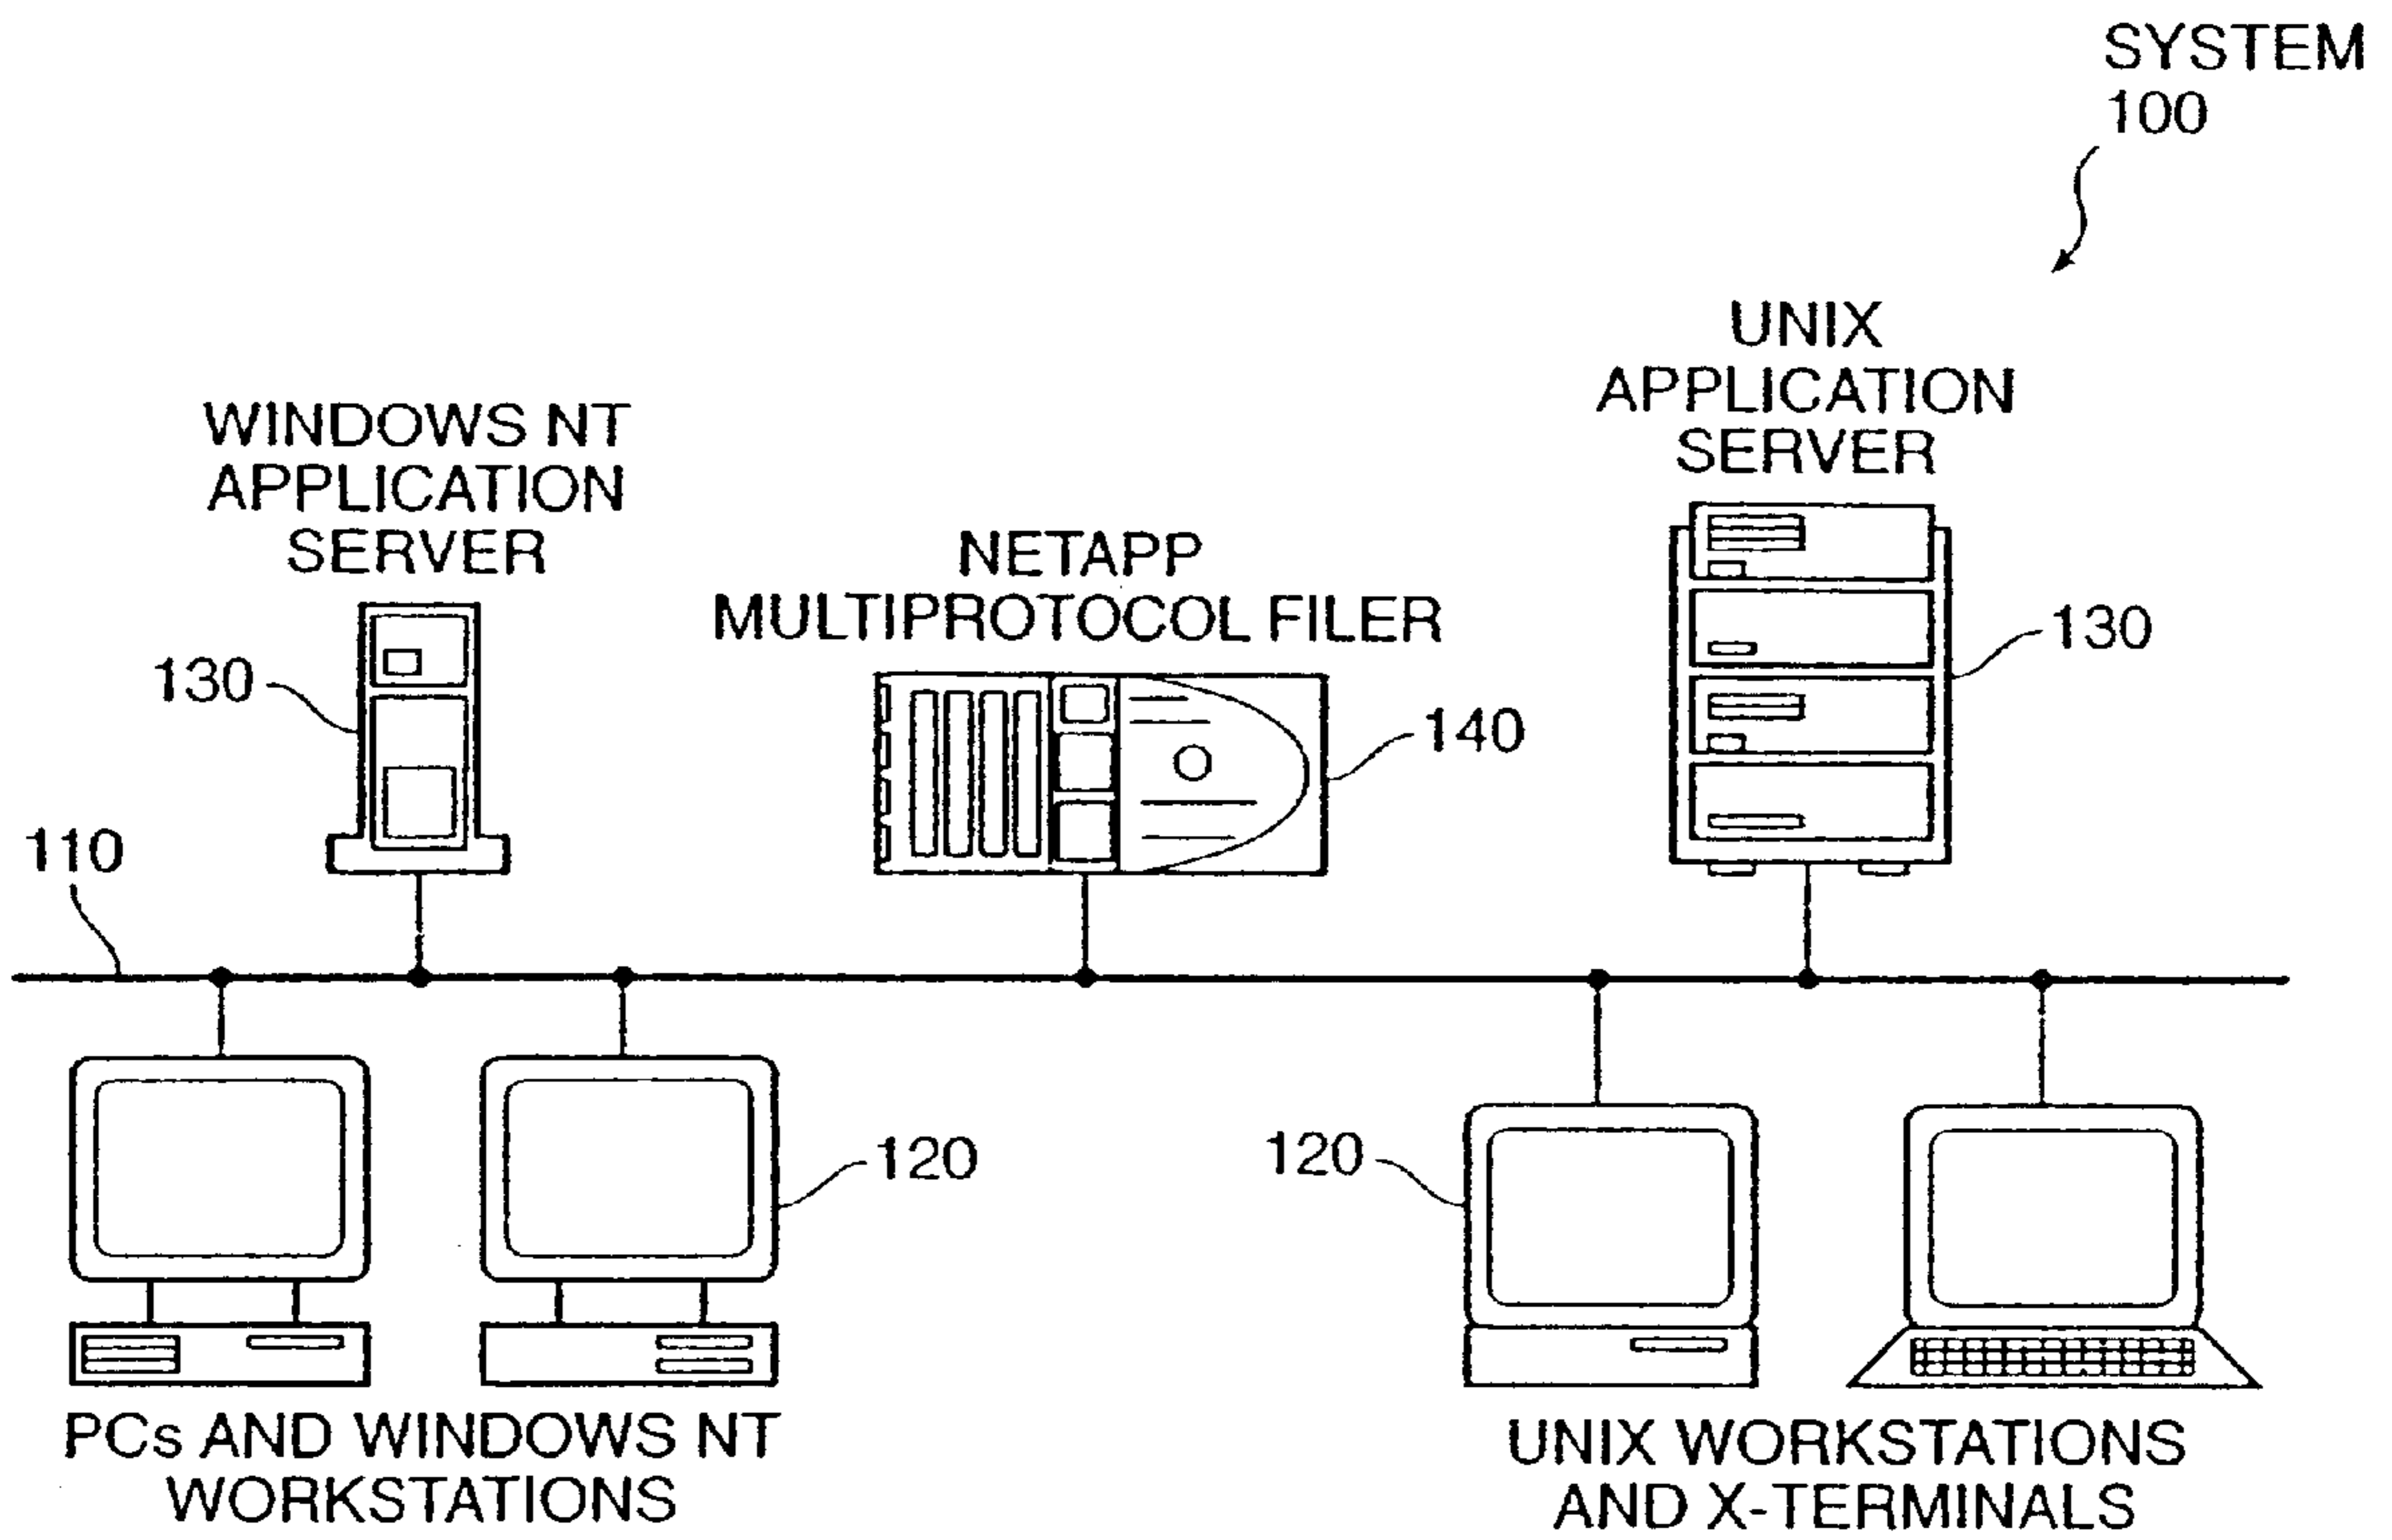 SYSTEM
100
UNIX
APPLICATION
SERVER
WINDOWS NT
APPLICATION
SERVER
NETAPP
MULTIPROTOCOL FILER
130
130
140
110
120
120
PCs AND WINDOWS NT
WORKSTATIONS
UNIX WORKSTATIONS
AND X-TERMINALS